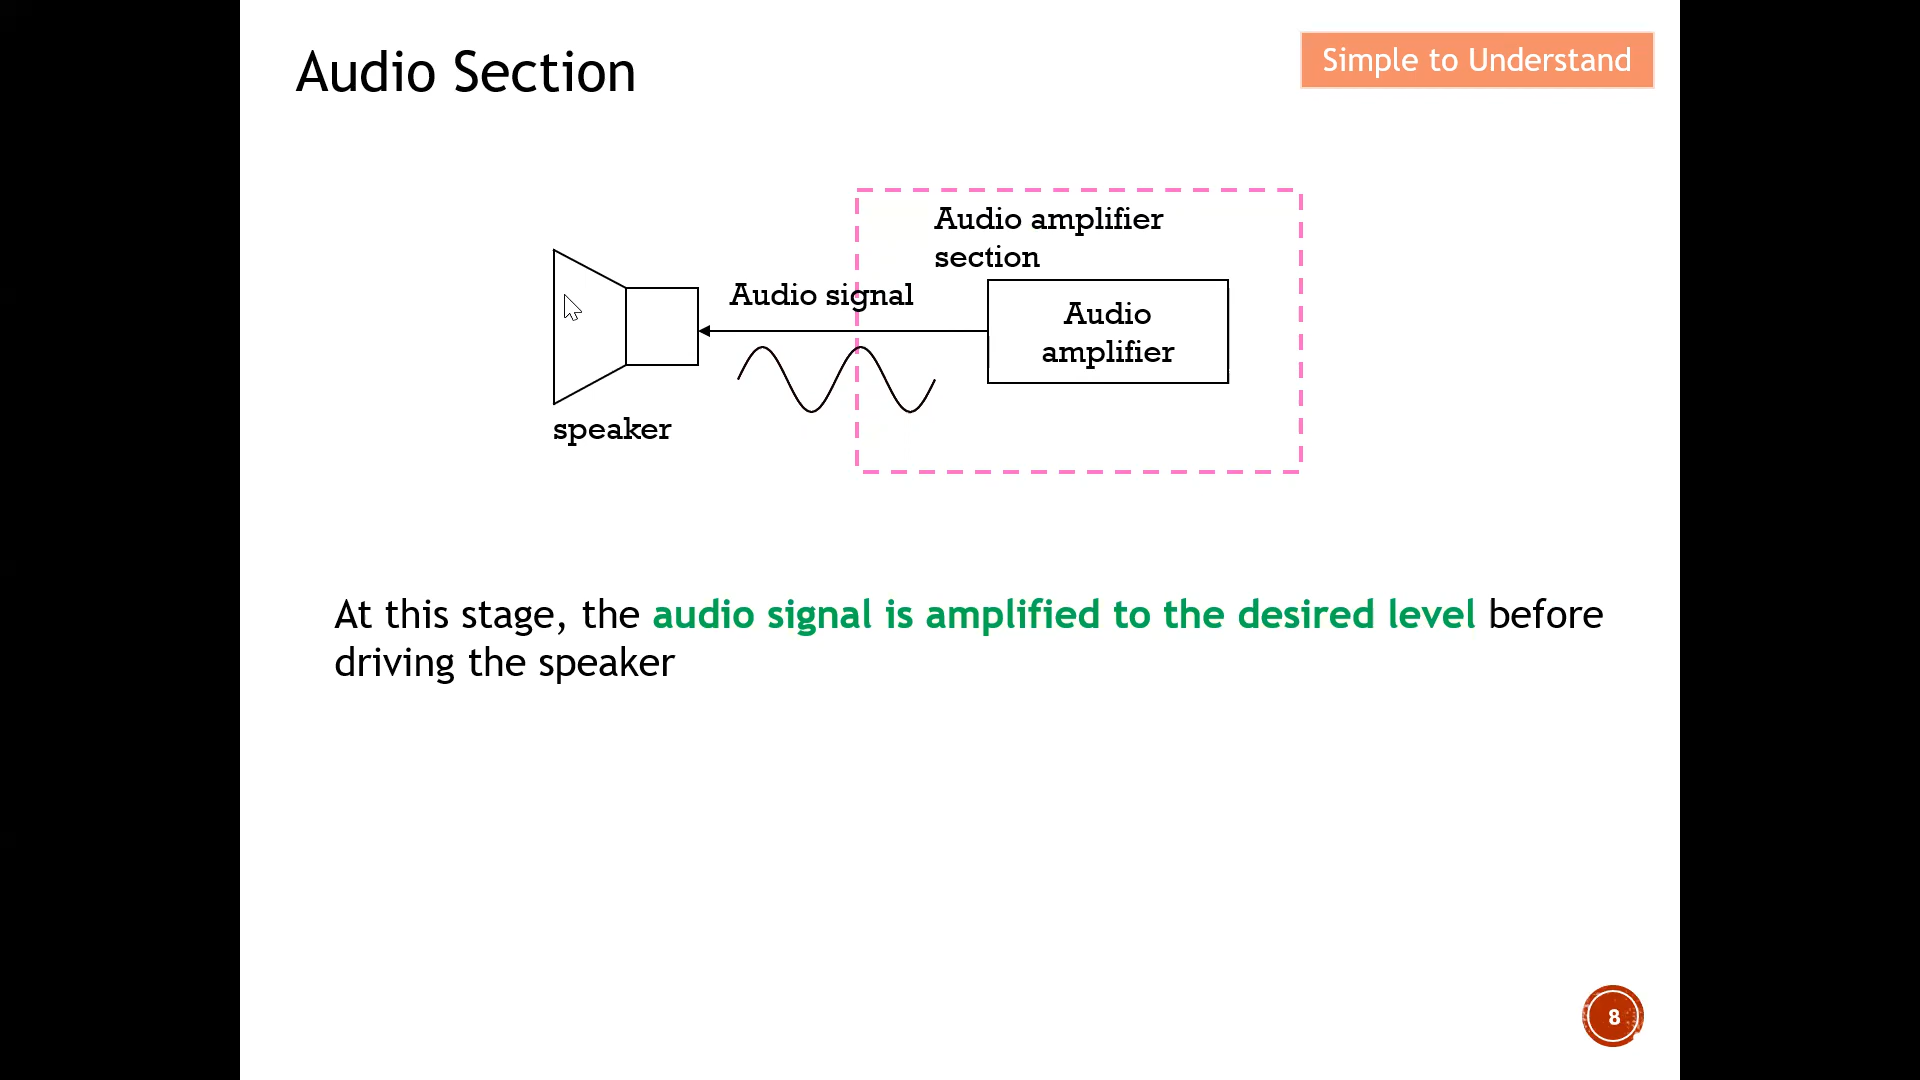 Audio Section
Simple to Understand
Audio amplifier
section
Audio signal
Audio
amplifier
speaker
At this stage, the audio signal is amplified to the desired level before
driving the speaker
8